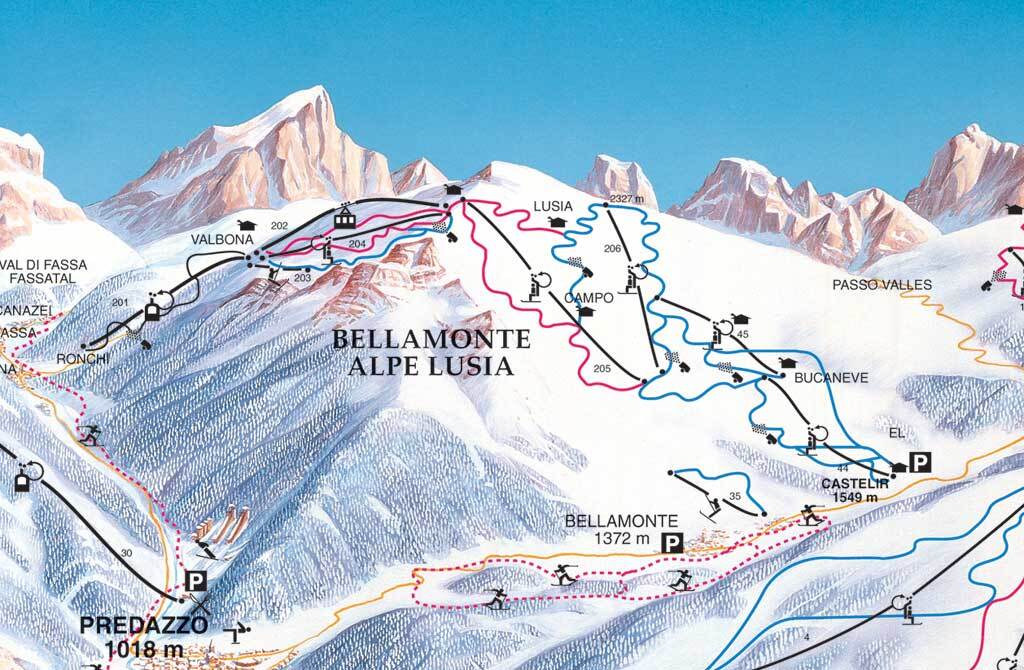 2327 m
LUSIA
202
VALBONA
204
206
203
VAL DI FASSA
FASSATAL
PASSO VALLES
201
CAMPO
CANAZEI
45
BELLAMONTE
ALPE LUSIA
RONCHI
205
BUCANEVE
EL
P
44
CASTELIR
1549 m
35
BELLAMONTE
1372 m
P
30
P
PREDAZZO
1018 m
4